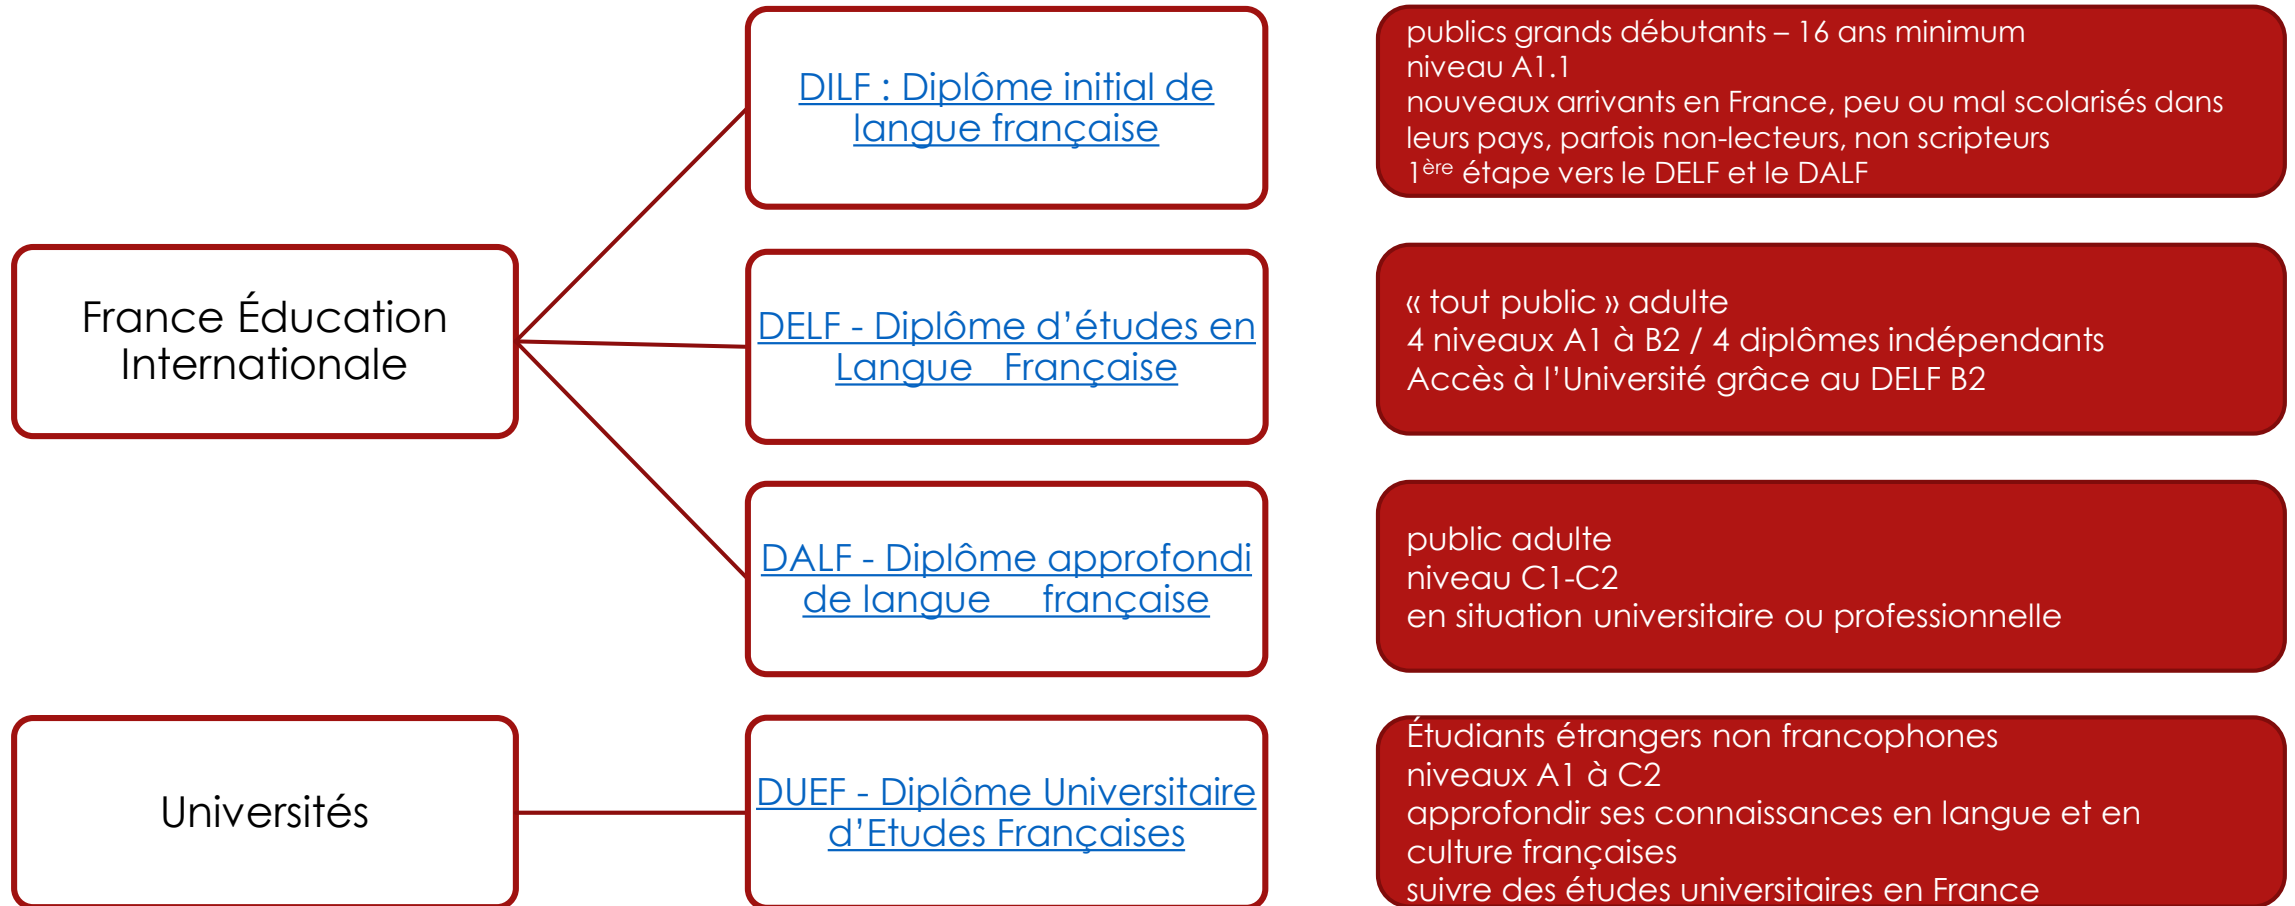 DILF : Diplôme initial de
langue française
publics grands débutants – 16 ans minimum
niveau A1.1
nouveaux arrivants en France, peu ou mal scolarisés dans
leurs pays, parfois non-lecteurs, non scripteurs
1ère étape vers le DELF et le DALF
France Éducation
Internationale
DELF - Diplôme d’études en
Langue Française
« tout public » adulte
4 niveaux A1 à B2 / 4 diplômes indépendants
Accès à l’Université grâce au DELF B2
DALF - Diplôme approfondi
de langue française
public adulte
niveau C1-C2
en situation universitaire ou professionnelle
Universités
DUEF - Diplôme Universitaire
d’Etudes Françaises
Étudiants étrangers non francophones
niveaux A1 à C2
approfondir ses connaissances en langue et en
culture françaises
suivre des études universitaires en France